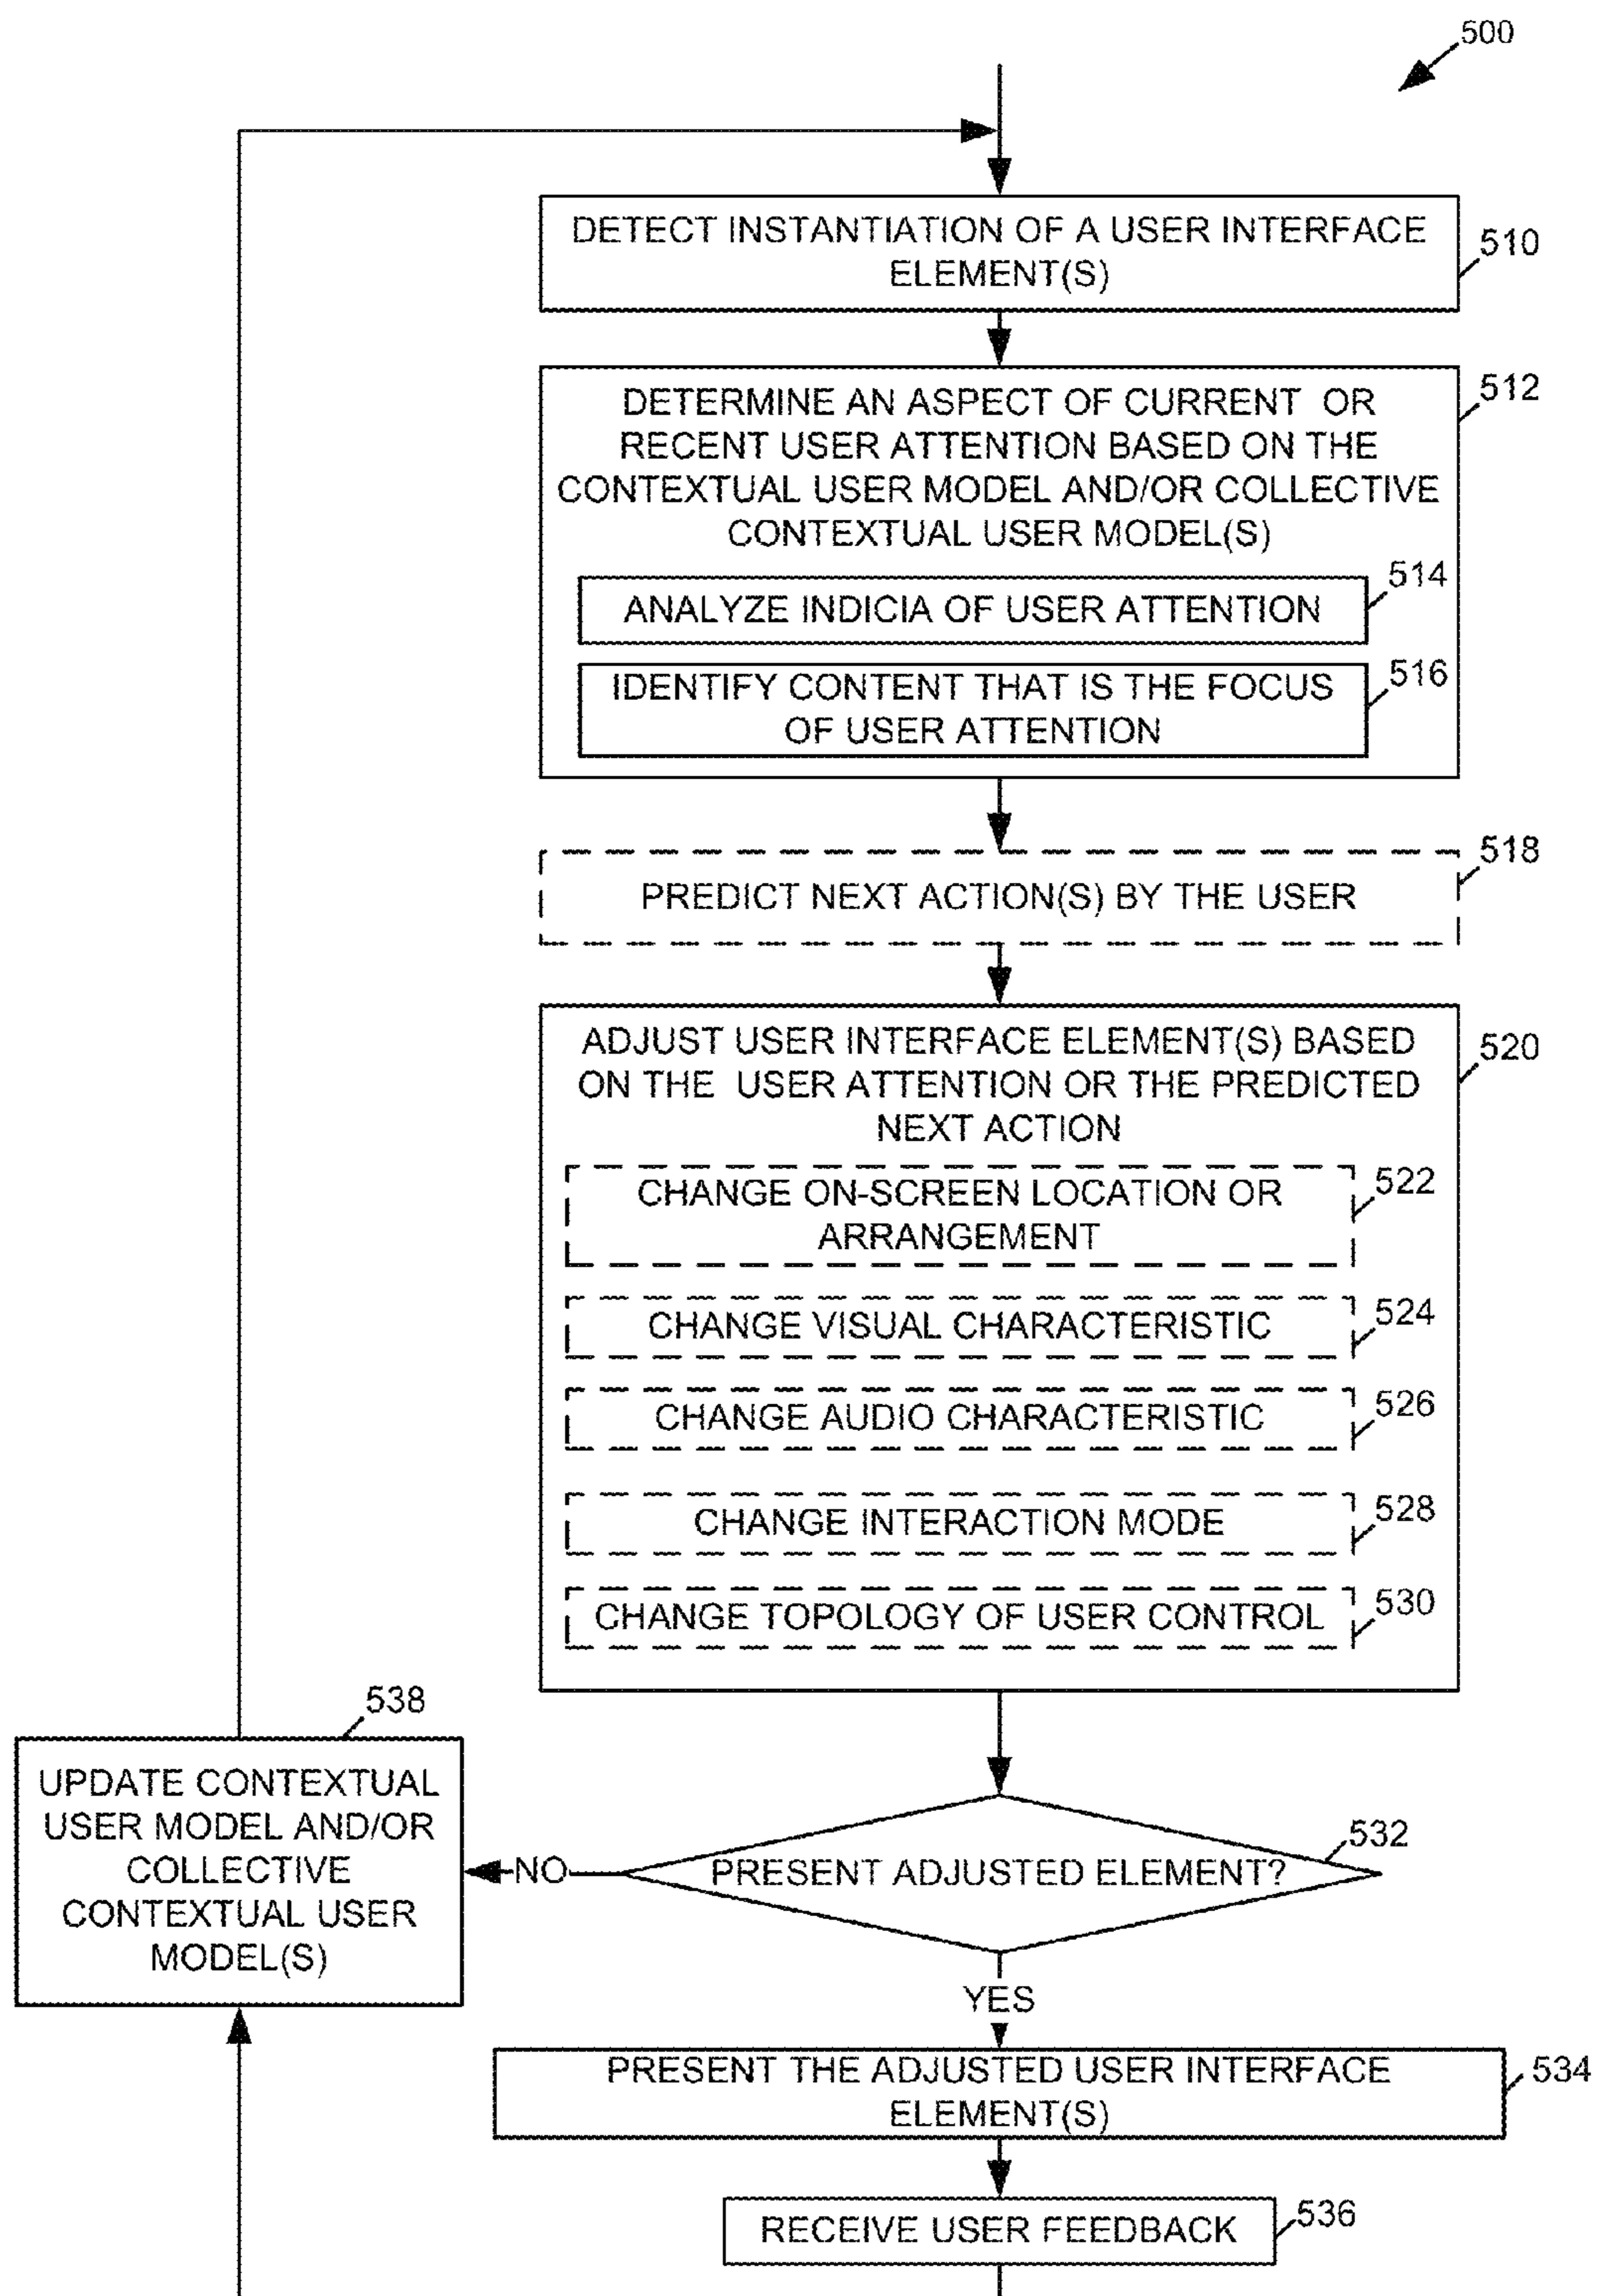 500
DETECT INSTANTIATION OF A USER INTERFACE
ELEMENT(S)
510
DETERMINE AN ASPECT OF CURRENT OR
RECENT USER ATTENTION BASED ON THE
CONTEXTUAL USER MODEL AND/OR COLLECTIVE
CONTEXTUAL USER MODEL(S)
512
ANALYZE INDICIA OF USER ATTENTION
514
IDENTIFY CONTENT THAT IS THE FOCUS
OF USER ATTENTION
516
PREDICT NEXT ACTION(S) BY THE USER
518
ADJUST USER INTERFACE ELEMENT(S) BASED
ON THE USER ATTENTION OR THE PREDICTED
NEXT ACTION
520
CHANGE ON-SCREEN LOCATION OR
ARRANGEMENT
522
CHANGE VISUAL CHARACTERISTIC
524
CHANGE AUDIO CHARACTERISTIC
526
CHANGE INTERACTION MODE
528
CHANGE TOPOLOGY OF USER CONTROL
530
538
UPDATE CONTEXTUAL
USER MODEL AND/OR
COLLECTIVE
CONTEXTUAL USER
MODEL(S)
NO
PRESENT ADJUSTED ELEMENT?
532
YES
PRESENT THE ADJUSTED USER INTERFACE
ELEMENT(S)
534
RECEIVE USER FEEDBACK
536